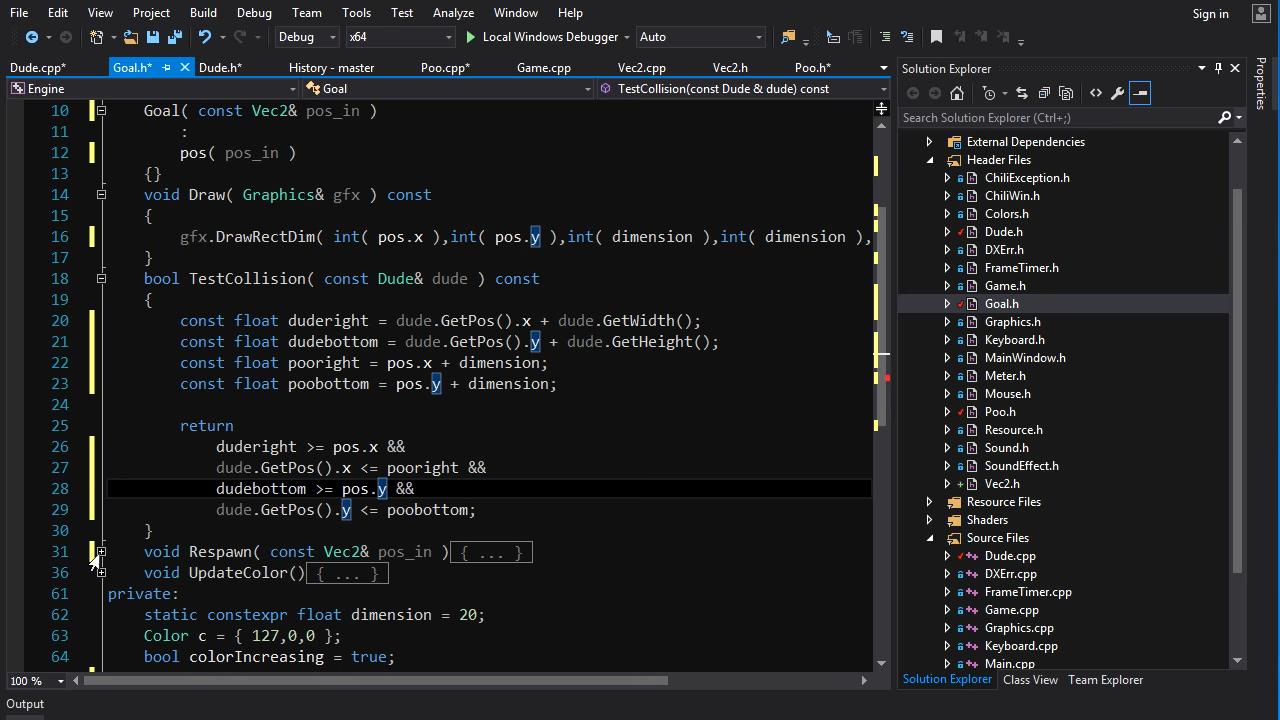 File Edit View Project Build Debug Team Tools Test Analyze Window Help Sign in
Debug x64 Local Windows Debugger Auto
Dude.cpp* Goal.h* Dude.h* History - master Poo.cpp* Game.cpp Vec2.cpp Vec2.h Poo.h*
Engine Goal TestCollision(const Dude & dude) const
10 Goal( const Vec2& pos_in )
11 :
12 pos( pos_in )
13 {}
14 void Draw( Graphics& gfx ) const
15 {
16 gfx.DrawRectDim( int( pos.x ),int( pos.y ),int( dimension ),int( dimension ),
17 }
18 bool TestCollision( const Dude& dude ) const
19 {
20 const float duderight = dude.GetPos().x + dude.GetWidth();
21 const float dudebottom = dude.GetPos().y + dude.GetHeight();
22 const float pooright = pos.x + dimension;
23 const float poobottom = pos.y + dimension;
24
25 return
26 duderight >= pos.x &&
27 dude.GetPos().x <= pooright &&
28 dudebottom >= pos.y &&
29 dude.GetPos().y <= poobottom;
30 }
31 void Respawn( const Vec2& pos_in ){ ... }
36 void UpdateColor(){ ... }
61 private:
62 static constexpr float dimension = 20;
63 Color c = { 127,0,0 };
64 bool colorIncreasing = true;
100 %
Output
Solution Explorer
Search Solution Explorer (Ctrl+;)
External Dependencies
Header Files
ChiliException.h
ChiliWin.h
Colors.h
Dude.h
DXErr.h
FrameTimer.h
Game.h
Goal.h
Graphics.h
Keyboard.h
MainWindow.h
Meter.h
Mouse.h
Poo.h
Resource.h
Sound.h
SoundEffect.h
Vec2.h
Resource Files
Shaders
Source Files
Dude.cpp
DXErr.cpp
FrameTimer.cpp
Game.cpp
Graphics.cpp
Keyboard.cpp
Main.cpp
Solution Explorer Class View Team Explorer
Properties